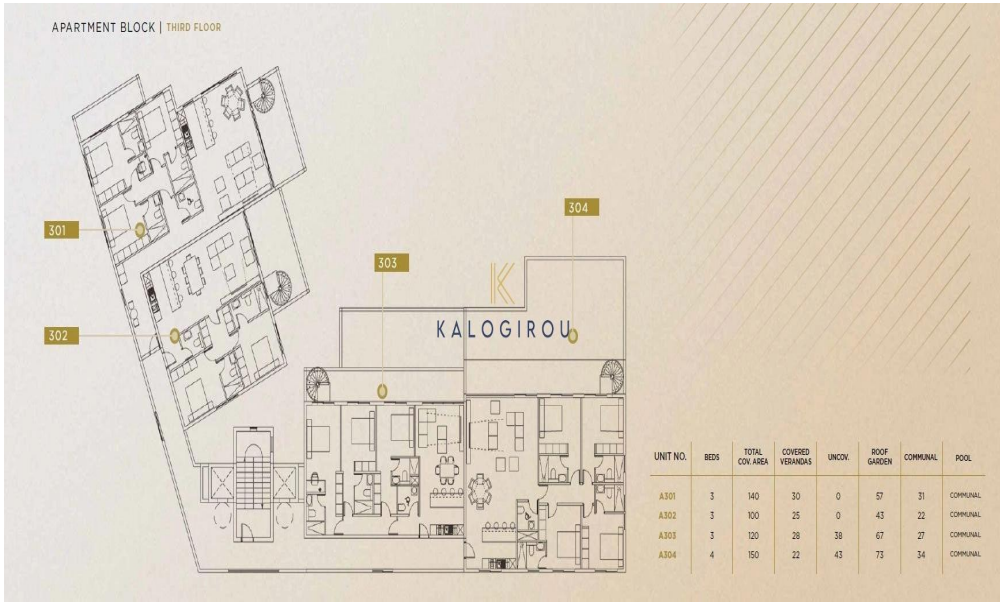 APARTMENT BLOCK | THIRD FLOOR
301
302
303
304
KALOGIROU
UNIT NO. BEDS TOTAL COV. AREA COVERED VERANDAS UNCOV. ROOF GARDEN COMMUNAL POOL
A301 3 140 30 0 57 31 COMMUNAL
A302 3 100 25 0 43 22 COMMUNAL
A303 3 120 28 38 67 27 COMMUNAL
A304 4 150 22 43 73 34 COMMUNAL